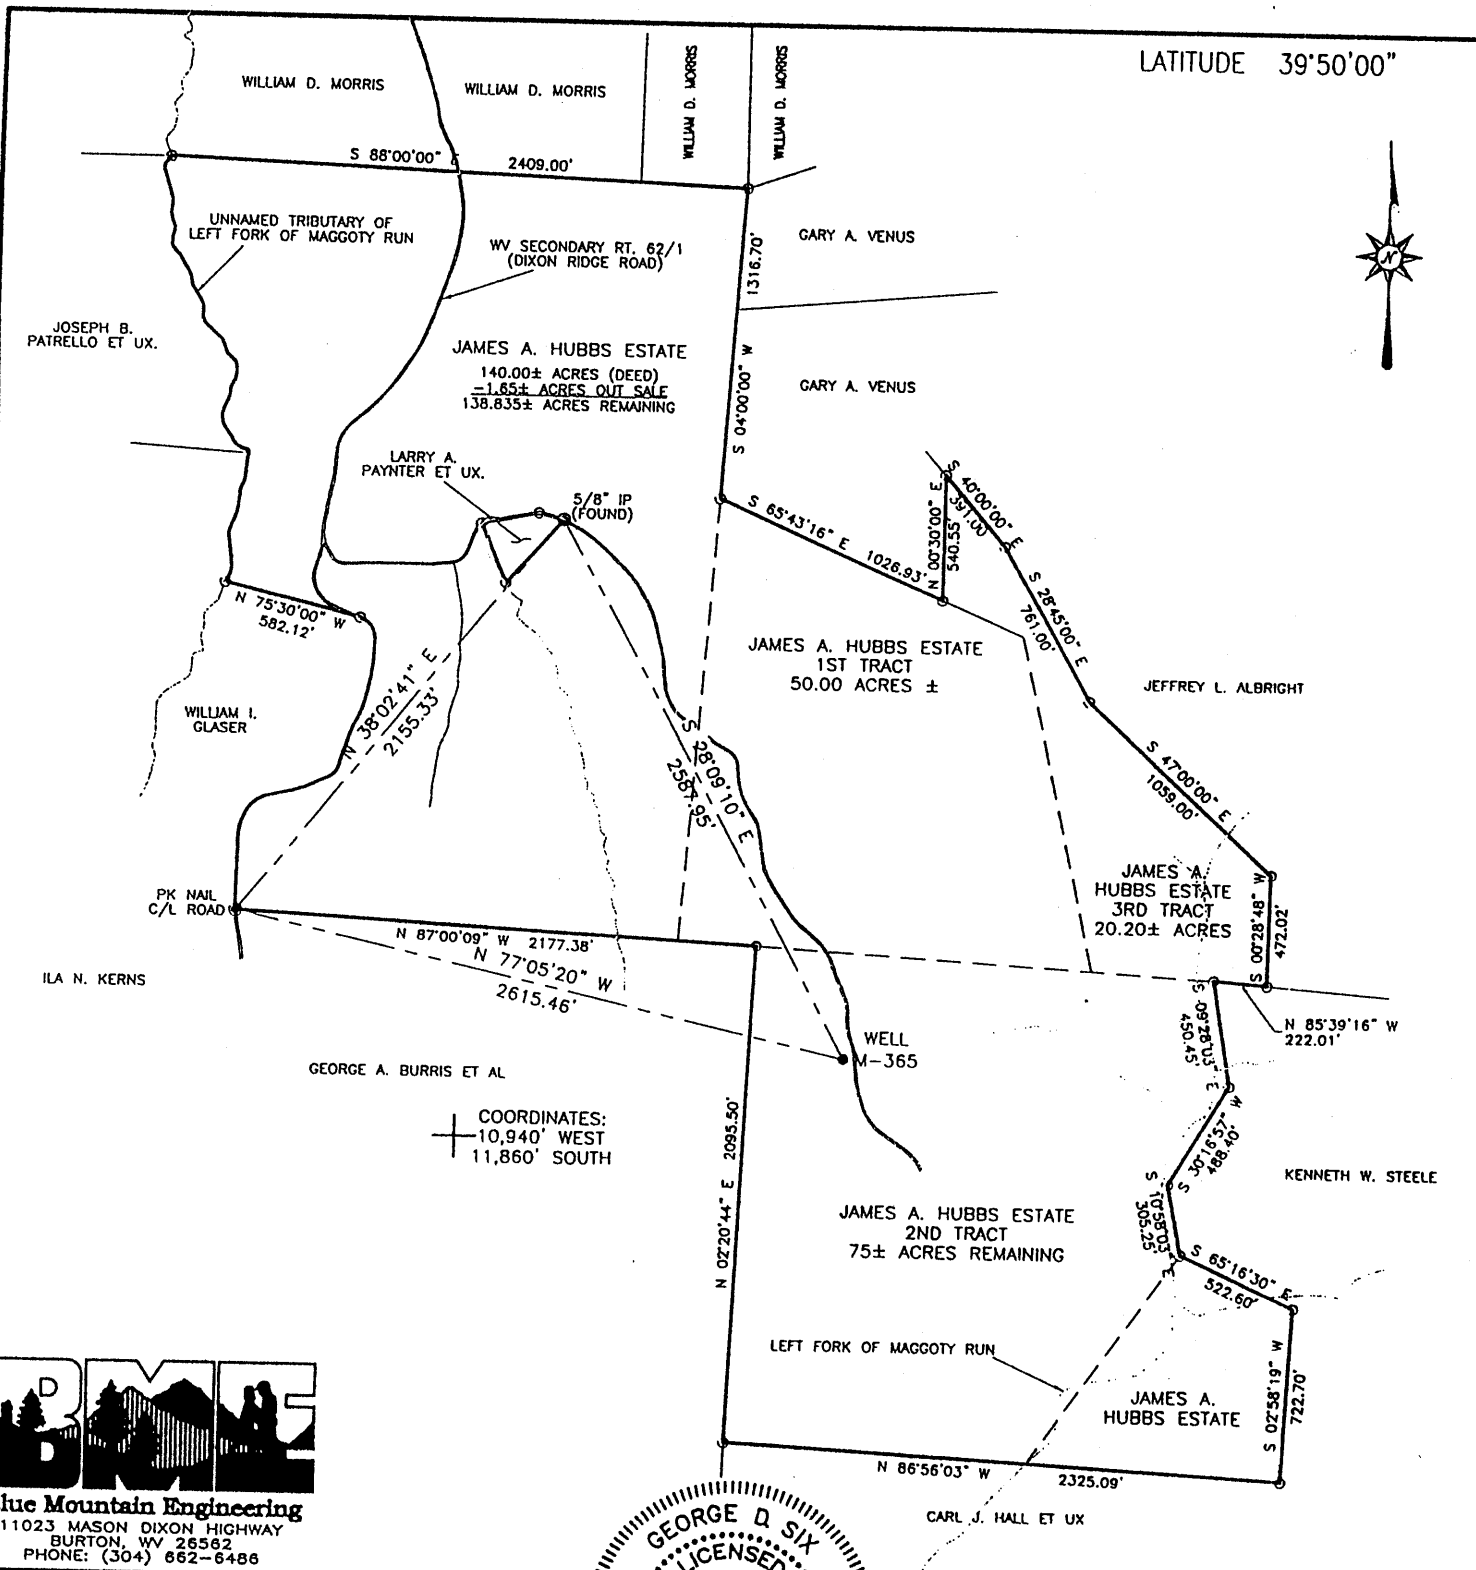 LATITUDE 39°50'00"
WILLIAM D. MORRIS
WILLIAM D. MORRIS
WILLIAM D. MORRIS
WILLIAM D. MORRIS
S 88°00'00" E 2409.00'
UNNAMED TRIBUTARY OF
LEFT FORK OF MAGGOTY RUN
WV SECONDARY RT. 62/1
(DIXON RIDGE ROAD)
1316.70'
S 04°00'00" W
GARY A. VENUS
N
JOSEPH B.
PATRELLO ET UX.
JAMES A. HUBBS ESTATE
140.00± ACRES (DEED)
-1.65± ACRES OUT SALE
138.835± ACRES REMAINING
GARY A. VENUS
LARRY A.
PAYNTER ET UX.
5/8" IP
(FOUND)
S 65°43'16" E 1026.93'
N 00°30'00" E
540.55'
S 40°00'00" E
391.00
S 28°45'00" E
761.00'
N 75°30'00" W
582.12'
JAMES A. HUBBS ESTATE
1ST TRACT
50.00 ACRES ±
JEFFREY L. ALBRIGHT
WILLIAM I.
GLASER
N 38°02'41" E
2155.33'
S 28°09'10" E
2587.95'
S 47°00'00" E
1059.00'
JAMES A.
HUBBS ESTATE
3RD TRACT
20.20± ACRES
S 00°28'48" W
472.02'
PK NAIL
C/L ROAD
N 87°00'09" W 2177.38'
N 77°05'20" W
2615.46'
ILA N. KERNS
S 09°28'03" E
450.45'
N 85°39'16" W
222.01'
WELL
M-365
GEORGE A. BURRIS ET AL
COORDINATES:
10,940' WEST
11,860' SOUTH
N 02°20'44" E 2095.50'
S 30°16'57" W
488.40'
KENNETH W. STEELE
S 10°58'03" E
305.25'
JAMES A. HUBBS ESTATE
2ND TRACT
75± ACRES REMAINING
S 65°16'30" E
522.60'
LEFT FORK OF MAGGOTY RUN
JAMES A.
HUBBS ESTATE
S 02°58'19" W
722.70'
N 86°56'03" W 2325.09'
CARL J. HALL ET UX
BME
lue Mountain Engineering
11023 MASON DIXON HIGHWAY
BURTON, WV 26562
PHONE: (304) 662-6486
GEORGE D. SIX
LICENSED